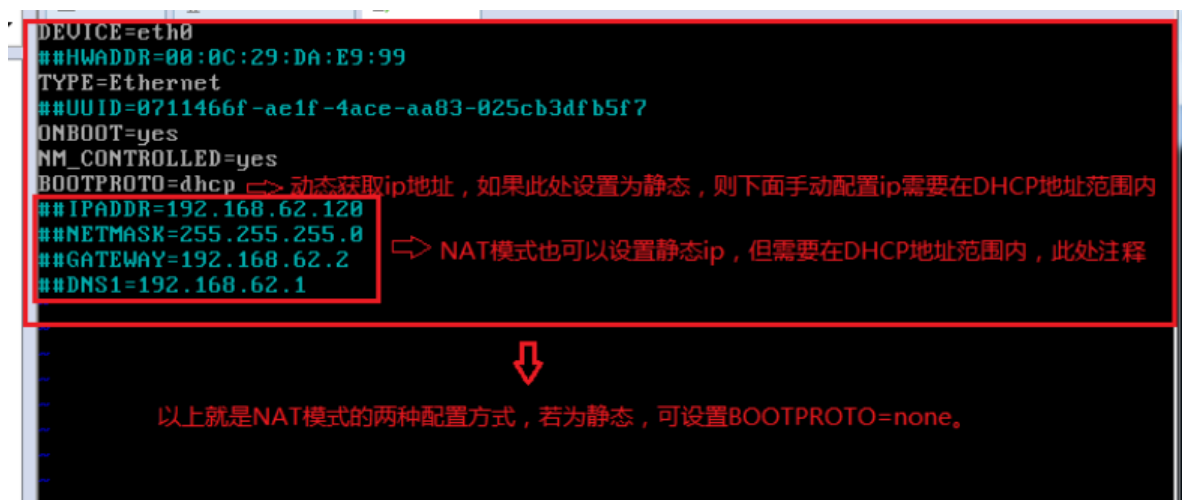 DEVICE=eth0
##HWADDR=00:0C:29:DA:E9:99
TYPE=Ethernet
##UUID=0711466f-ae1f-4ace-aa83-025cb3dfb5f7
ONBOOT=yes
NM_CONTROLLED=yes
BOOTPROTO=dhcp 动态获取ip地址，如果此处设置为静态，则下面手动配置ip需要在DHCP地址范围内
##IPADDR=192.168.62.120
##NETMASK=255.255.255.0
NAT模式也可以设置静态ip，但需要在DHCP地址范围内，此处注释
##GATEWAY=192.168.62.2
##DNS1=192.168.62.1
以上就是NAT模式的两种配置方式，若为静态，可设置BOOTPROTO=none。